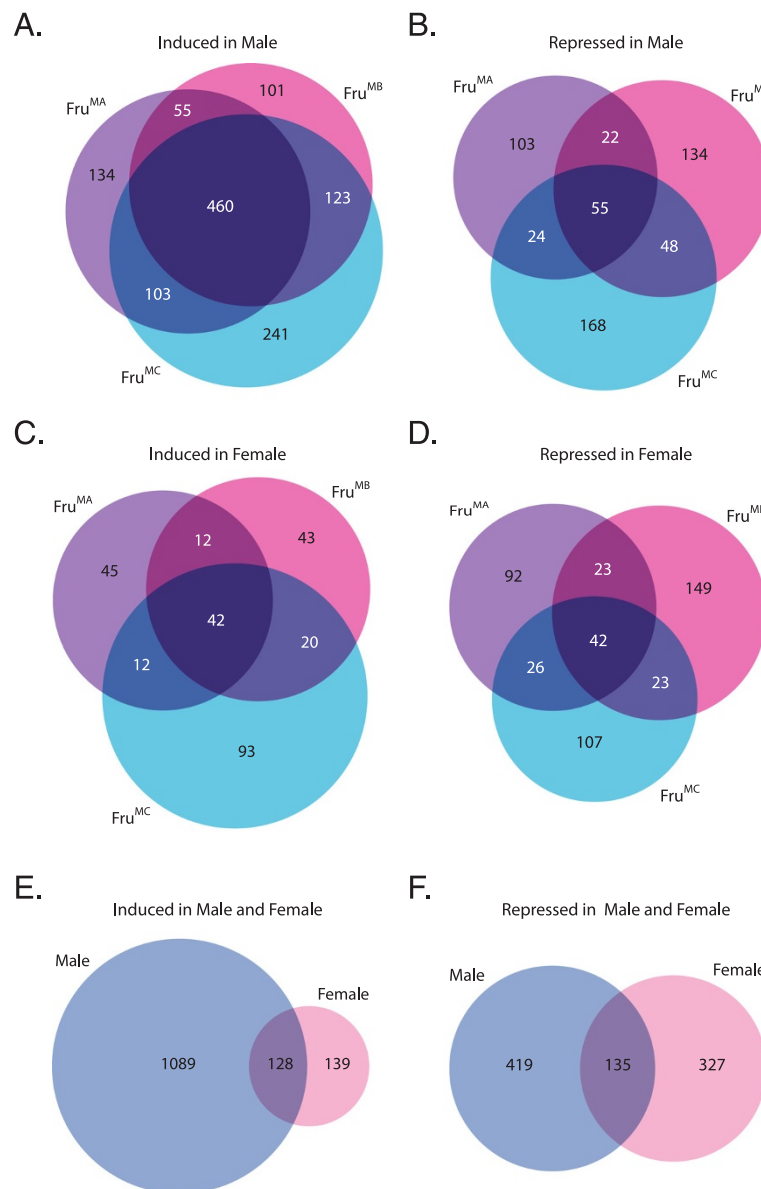 A.
Induced in Male
Fru^MA
Fru^MB
55
101
134
460
123
103
241
Fru^MC
B.
Repressed in Male
Fru^MA
Fru^M
103
22
134
55
24
48
168
Fru^MC
C.
Induced in Female
Fru^MA
Fru^MB
12
43
45
42
12
20
93
Fru^MC
D.
Repressed in Female
Fru^MA
Fru^M
92
23
149
42
26
23
107
Fru^MC
E.
Induced in Male and Female
Male
Female
1089
128
139
F.
Repressed in Male and Female
Male
Female
419
135
327